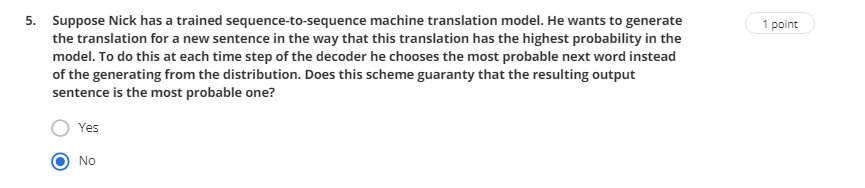 5. Suppose Nick has a trained sequence-to-sequence machine translation model. He wants to generate
1 point
the translation for a new sentence in the way that this translation has the highest probability in the
model. To do this at each time step of the decoder he chooses the most probable next word instead
of the generating from the distribution. Does this scheme guaranty that the resulting output
sentence is the most probable one?
Yes
No